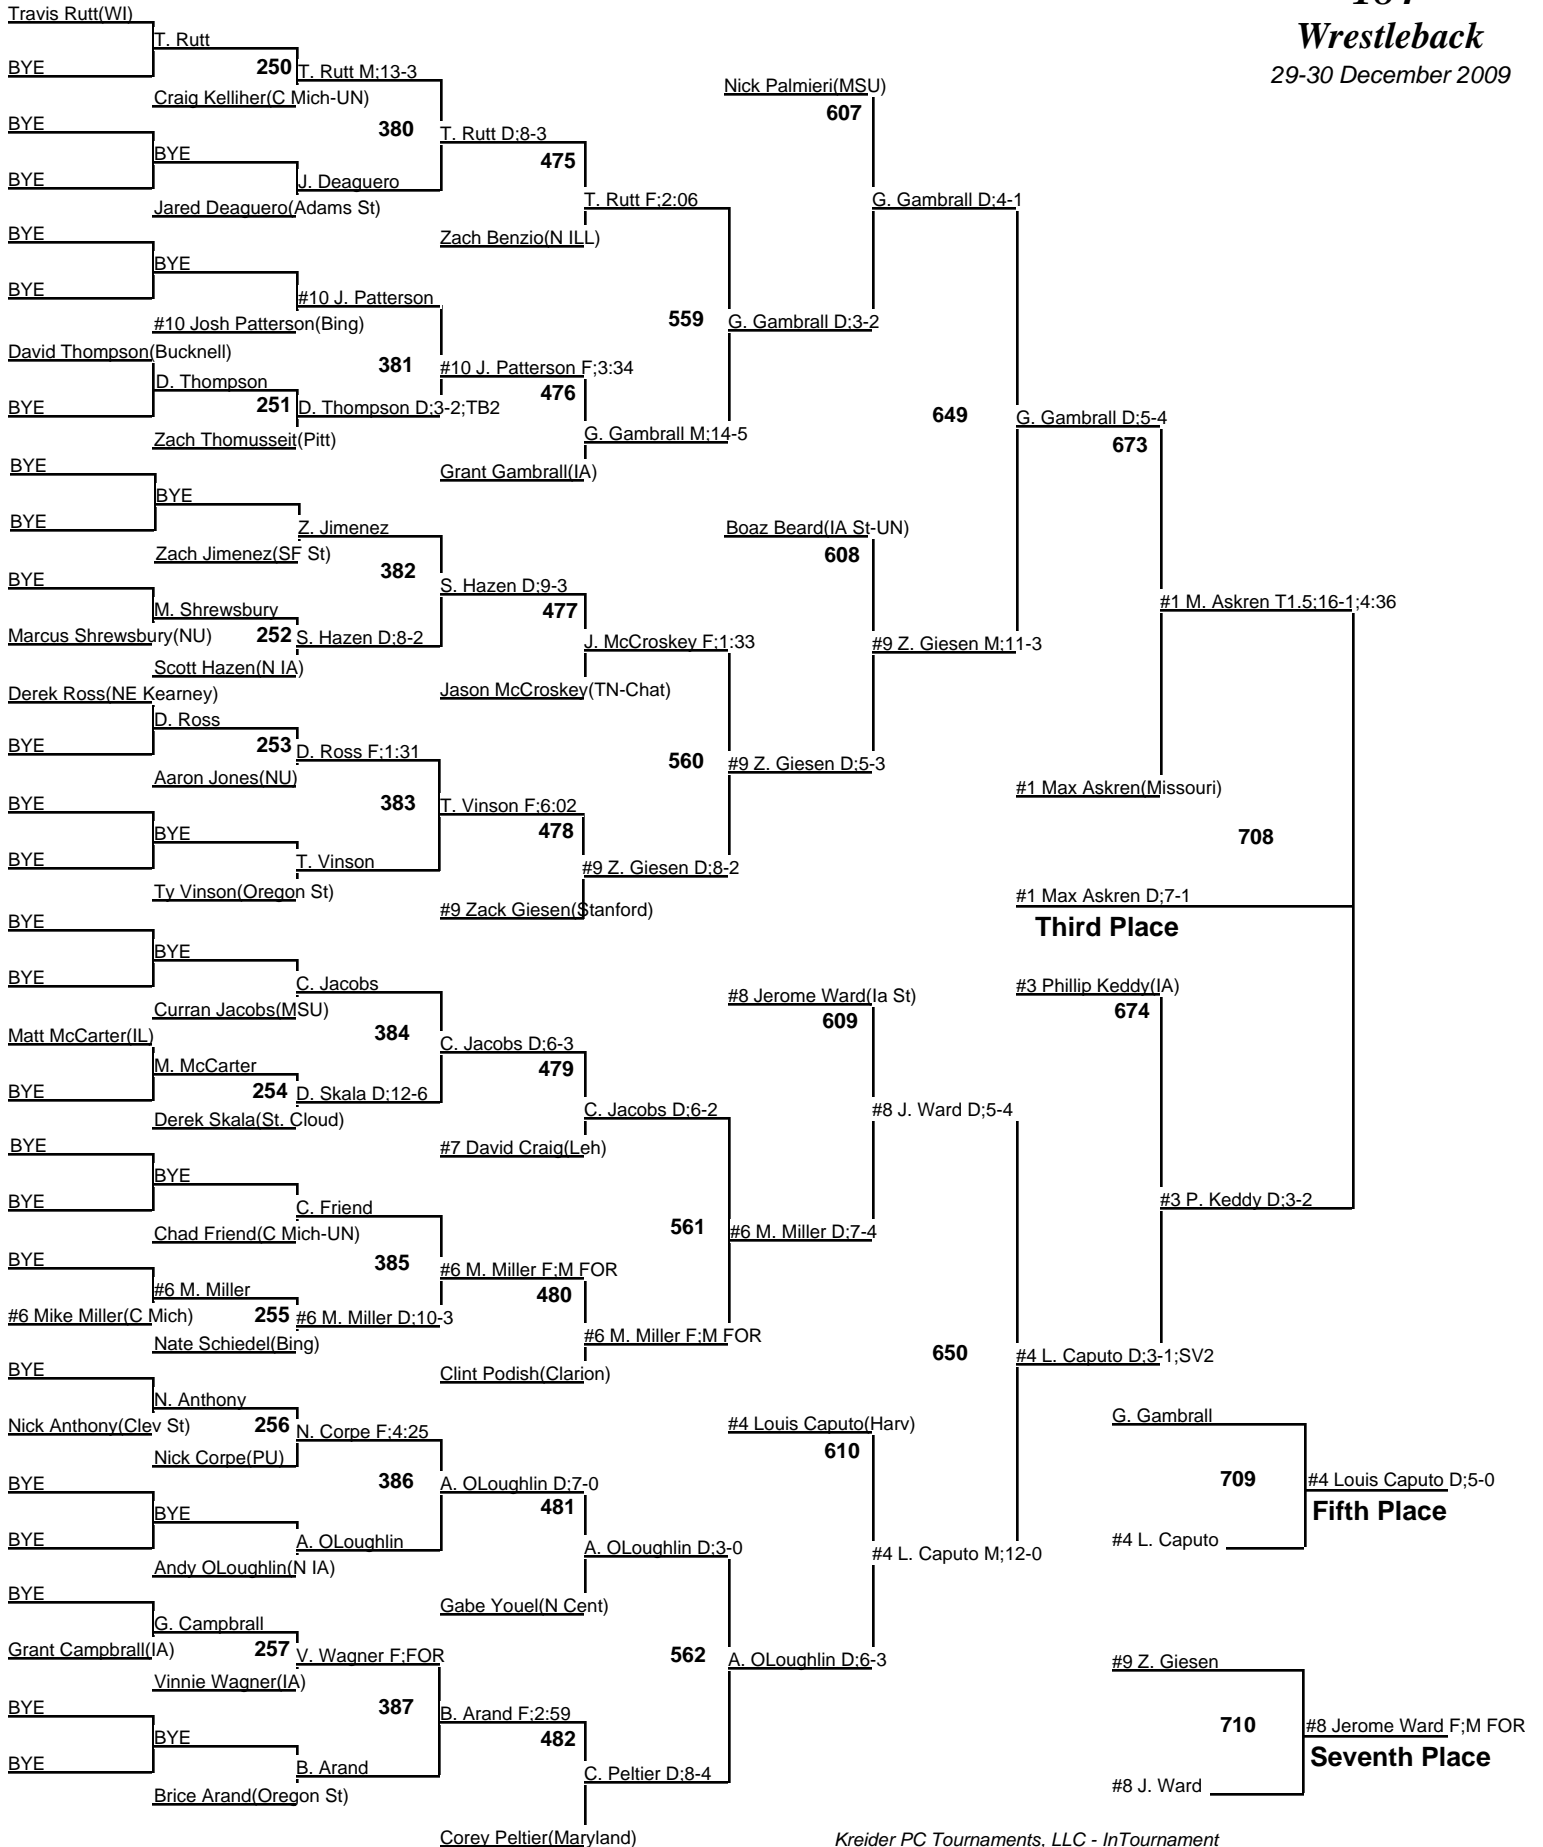 Wrestleback
29-30 December 2009
Travis Rutt(WI)
T. Rutt
BYE
250
T. Rutt M;13-3
Craig Kelliher(C Mich-UN)
380
BYE
T. Rutt D;8-3
475
BYE
BYE
J. Deaguero
Jared Deaguero(Adams St)
T. Rutt F;2:06
BYE
Zach Benzio(N ILL)
BYE
BYE
#10 J. Patterson
#10 Josh Patterson(Bing)
559
G. Gambrall D;3-2
David Thompson(Bucknell)
381
#10 J. Patterson F;3:34
476
D. Thompson
BYE
251
D. Thompson D;3-2;TB2
Zach Thomusseit(Pitt)
G. Gambrall M;14-5
Grant Gambrall(IA)
Nick Palmieri(MSU)
607
G. Gambrall D;4-1
649
G. Gambrall D;5-4
673
BYE
BYE
BYE
Z. Jimenez
Zach Jimenez(SF St)
382
BYE
S. Hazen D;9-3
477
M. Shrewsbury
Marcus Shrewsbury(NU)
252
S. Hazen D;8-2
Scott Hazen(N IA)
J. McCroskey F;1:33
Jason McCroskey(TN-Chat)
Boaz Beard(IA St-UN)
608
#9 Z. Giesen M;11-3
#1 M. Askren T1.5;16-1;4:36
Derek Ross(NE Kearney)
D. Ross
BYE
253
D. Ross F;1:31
Aaron Jones(NU)
560
#9 Z. Giesen D;5-3
383
T. Vinson F;6:02
478
BYE
BYE
BYE
T. Vinson
Ty Vinson(Oregon St)
#9 Z. Giesen D;8-2
#9 Zack Giesen(Stanford)
#1 Max Askren(Missouri)
708
#1 Max Askren D;7-1
Third Place
BYE
BYE
BYE
C. Jacobs
Curran Jacobs(MSU)
#8 Jerome Ward(Ia St)
609
#3 Phillip Keddy(IA)
674
Matt McCarter(IL)
384
C. Jacobs D;6-3
479
M. McCarter
BYE
254
D. Skala D;12-6
Derek Skala(St. Cloud)
C. Jacobs D;6-2
#8 J. Ward D;5-4
#7 David Craig(Leh)
BYE
BYE
BYE
C. Friend
Chad Friend(C Mich-UN)
561
#6 M. Miller D;7-4
#3 P. Keddy D;3-2
BYE
385
#6 M. Miller F;M FOR
480
#6 M. Miller
#6 Mike Miller(C Mich)
255
#6 M. Miller D;10-3
Nate Schiedel(Bing)
#6 M. Miller F;M FOR
Clint Podish(Clarion)
650
#4 L. Caputo D;3-1;SV2
BYE
N. Anthony
Nick Anthony(Clev St)
256
N. Corpe F;4:25
Nick Corpe(PU)
#4 Louis Caputo(Harv)
610
G. Gambrall
386
A. OLoughlin D;7-0
481
709
#4 Louis Caputo D;5-0
Fifth Place
BYE
BYE
BYE
A. OLoughlin
Andy OLoughlin(N IA)
A. OLoughlin D;3-0
#4 L. Caputo M;12-0
#4 L. Caputo
BYE
Gabe Youel(N Cent)
G. Campbrall
Grant Campbrall(IA)
257
V. Wagner F;FOR
Vinnie Wagner(IA)
562
A. OLoughlin D;6-3
#9 Z. Giesen
387
B. Arand F;2:59
482
710
#8 Jerome Ward F;M FOR
Seventh Place
BYE
BYE
BYE
B. Arand
Brice Arand(Oregon St)
C. Peltier D;8-4
#8 J. Ward
Corey Peltier(Maryland)
Kreider PC Tournaments, LLC - InTournament